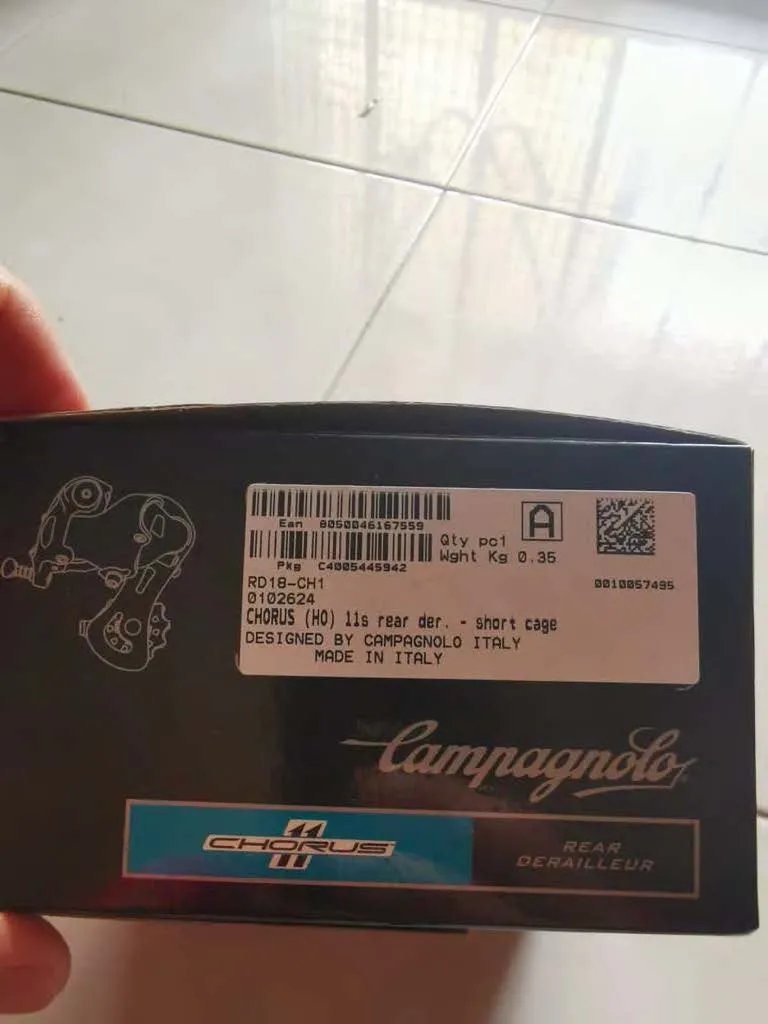 Ean 8050046167559
Qty pc1
A
Pkg C4005445942
Wght Kg 0.35
RD18-CH1
0010057495
0102624
CHORUS (HO) 11s rear der. - short cage
DESIGNED BY CAMPAGNOLO ITALY
MADE IN ITALY
Campagnolo
CHORUS 11
REAR
DERAILLEUR